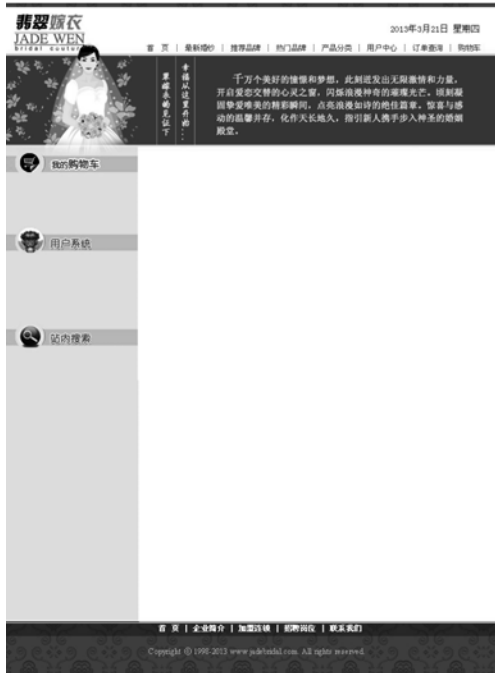 翡翠嫁衣
JADE WEN
bridal couture
2013年3月21日 星期四
首 页 | 最新婚纱 | 推荐品牌 | 热门品牌 | 产品分类 | 用户中心 | 订单查询 | 购物车
幸福从这里开始……
翠嫁衣的见证下
千万个美好的憧憬和梦想，此刻迸发出无限激情和力量，
开启爱恋交替的心灵之窗，闪烁浪漫神奇的璀璨光芒。顷刻凝
固挚爱唯美的精彩瞬间，点亮浪漫如诗的绝佳篇章。惊喜与感
动的温馨并存，化作天长地久，指引新人携手步入神圣的婚姻
殿堂。
我的购物车
用户系统
站内搜索
首 页 | 企业简介 | 加盟连锁 | 招聘岗位 | 联系我们
Copyright © 1998-2013 www.jadebridal.com. All rights reserved.